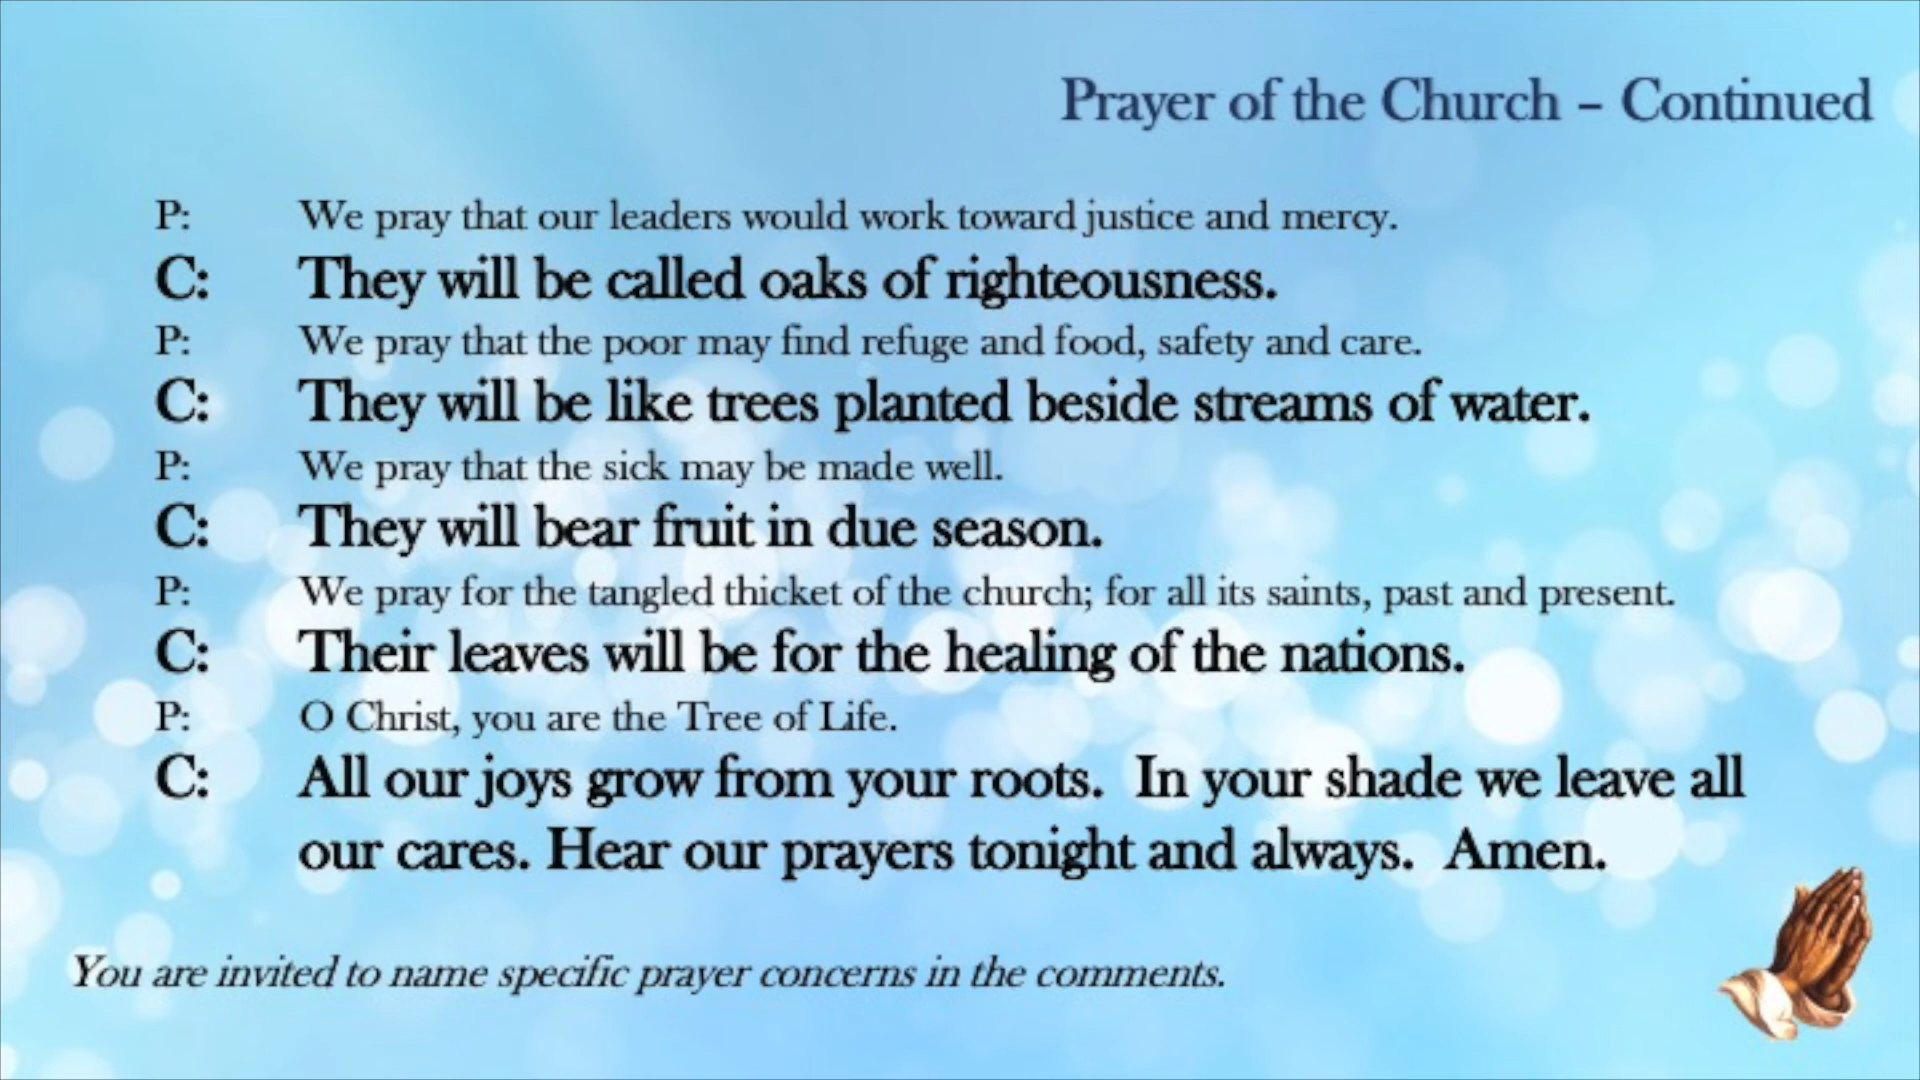 Prayer of the Church – Continued
P: We pray that our leaders would work toward justice and mercy.
C: They will be called oaks of righteousness.
P: We pray that the poor may find refuge and food, safety and care.
C: They will be like trees planted beside streams of water.
P: We pray that the sick may be made well.
C: They will bear fruit in due season.
P: We pray for the tangled thicket of the church; for all its saints, past and present.
C: Their leaves will be for the healing of the nations.
P: O Christ, you are the Tree of Life.
C: All our joys grow from your roots. In your shade we leave all
our cares. Hear our prayers tonight and always. Amen.
You are invited to name specific prayer concerns in the comments.